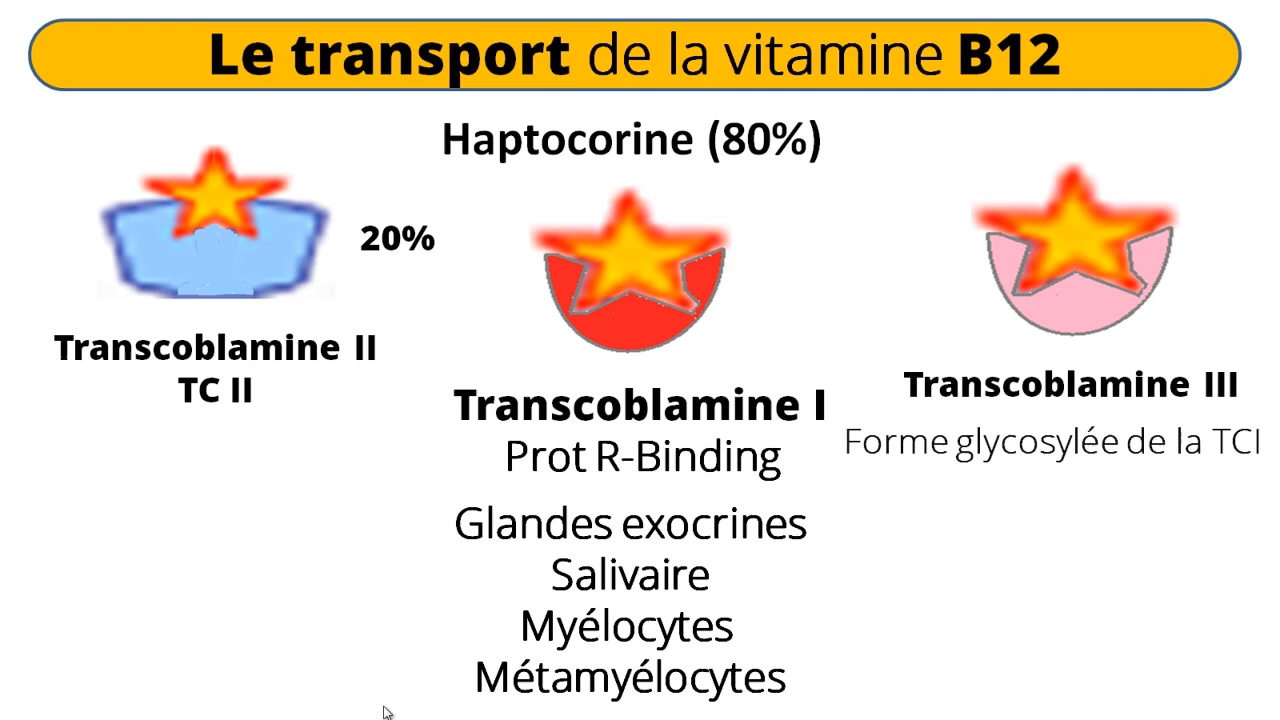 Le transport de la vitamine B12
Haptocorine (80%)
20%
Transcoblamine II
TC II
Transcoblamine I
Prot R-Binding
Glandes exocrines
Salivaire
Myélocytes
Métamyélocytes
Transcoblamine III
Forme glycosylée de la TCI